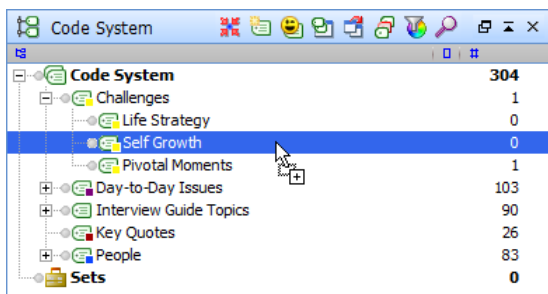 Code System
#
Code System 304
Challenges 1
Life Strategy 0
Self Growth 0
Pivotal Moments 1
Day-to-Day Issues 103
Interview Guide Topics 90
Key Quotes 26
People 83
Sets 0